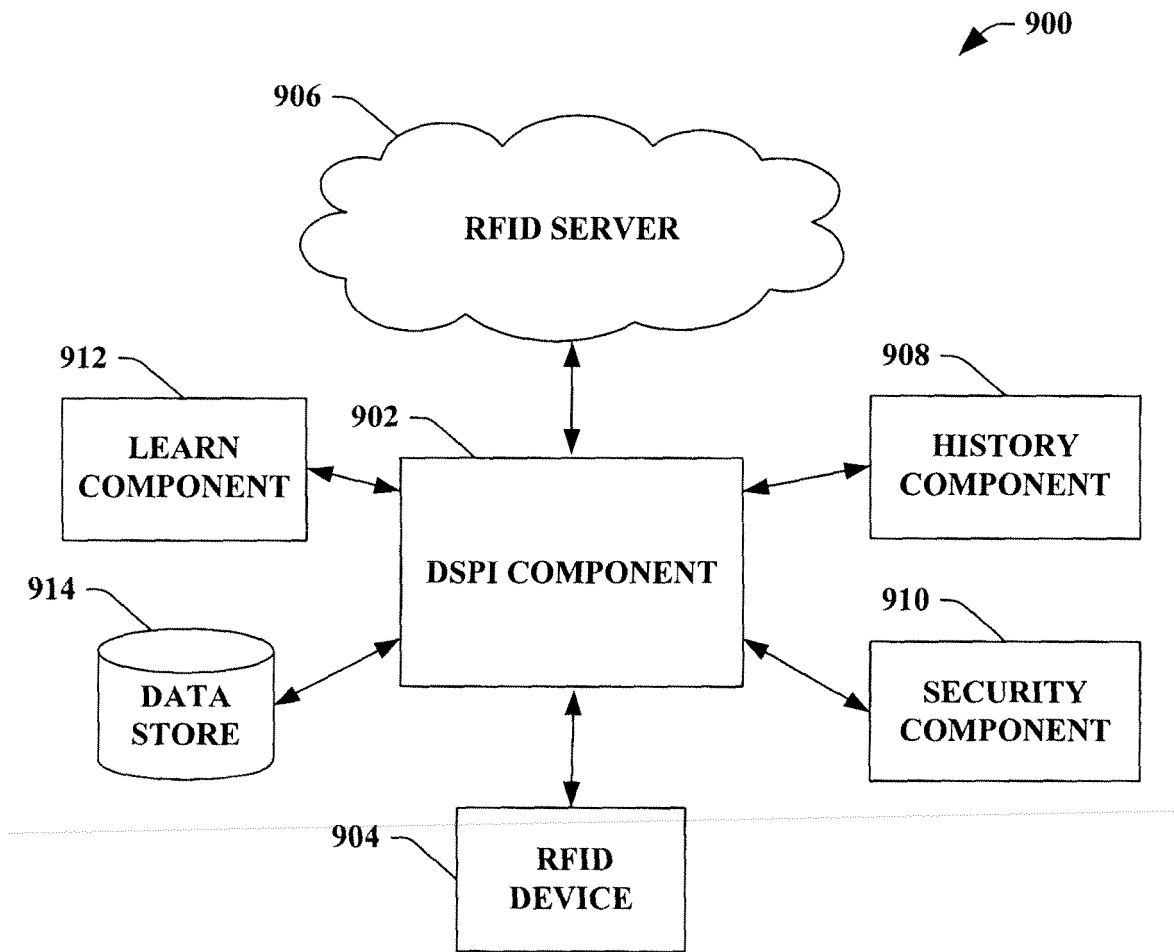 900
906
RFID SERVER
912
908
902
LEARN
COMPONENT
HISTORY
COMPONENT
DSPI COMPONENT
914
910
DATA
STORE
SECURITY
COMPONENT
904
RFID
DEVICE